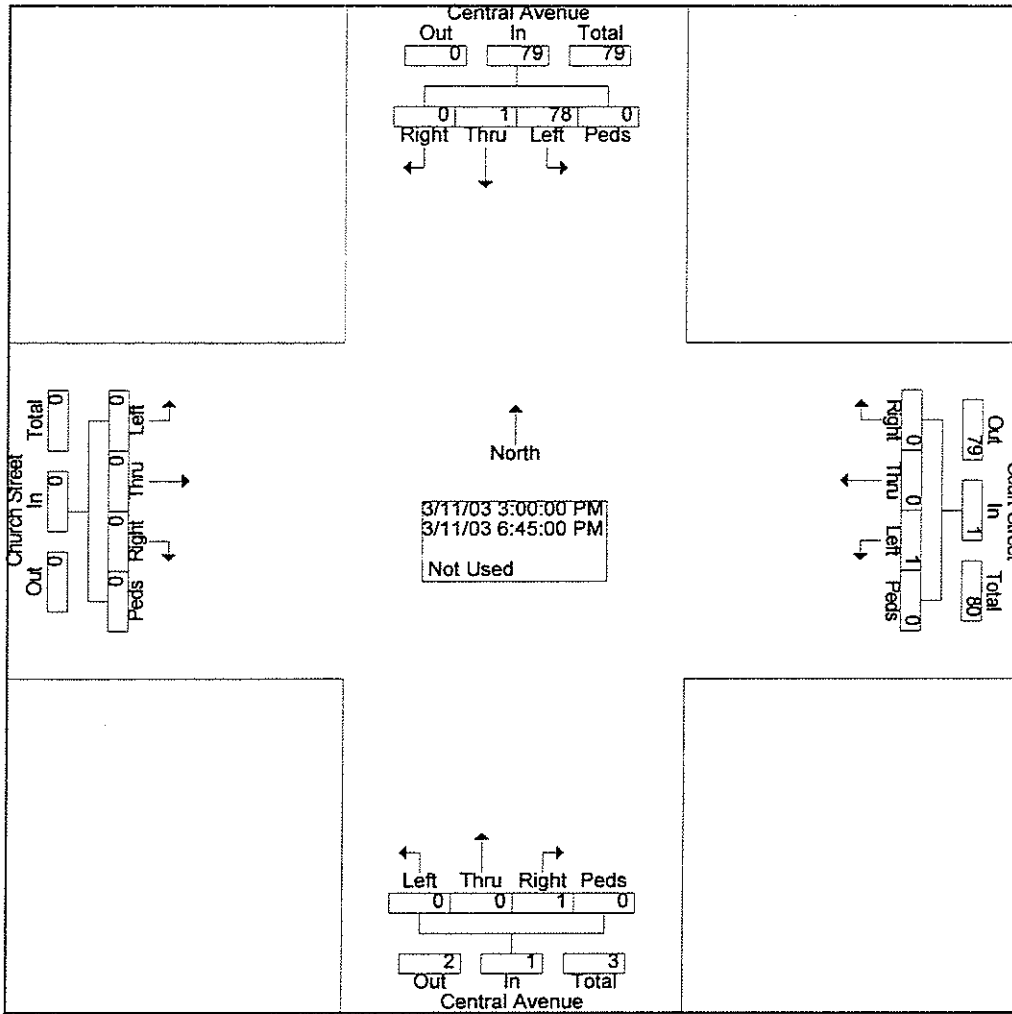 Central Avenue
Out In Total
0 79 79
0 1 78 0
Right Thru Left Peds
Church Street
Total In Out
0 0 0
0 0 0 0
Left Thru Right Peds
North
3/11/03 3:00:00 PM
3/11/03 6:45:00 PM
Not Used
Right Thru Left Peds
0 0 1 0
79 1 80
Out In Total
Left Thru Right Peds
0 0 1 0
2 1 3
Out In Total
Central Avenue